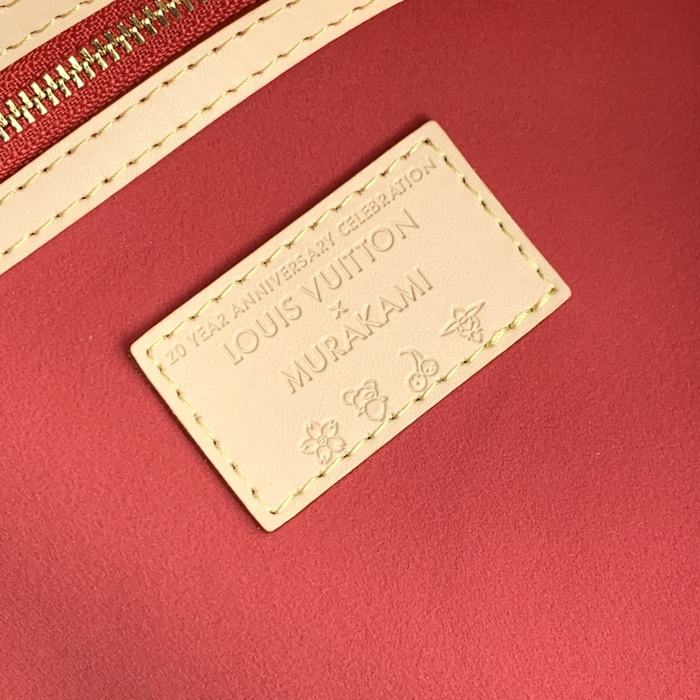 20 YEAR ANNIVERSARY CELEBRATION
LOUIS VUITTON
x
MURAKAMI